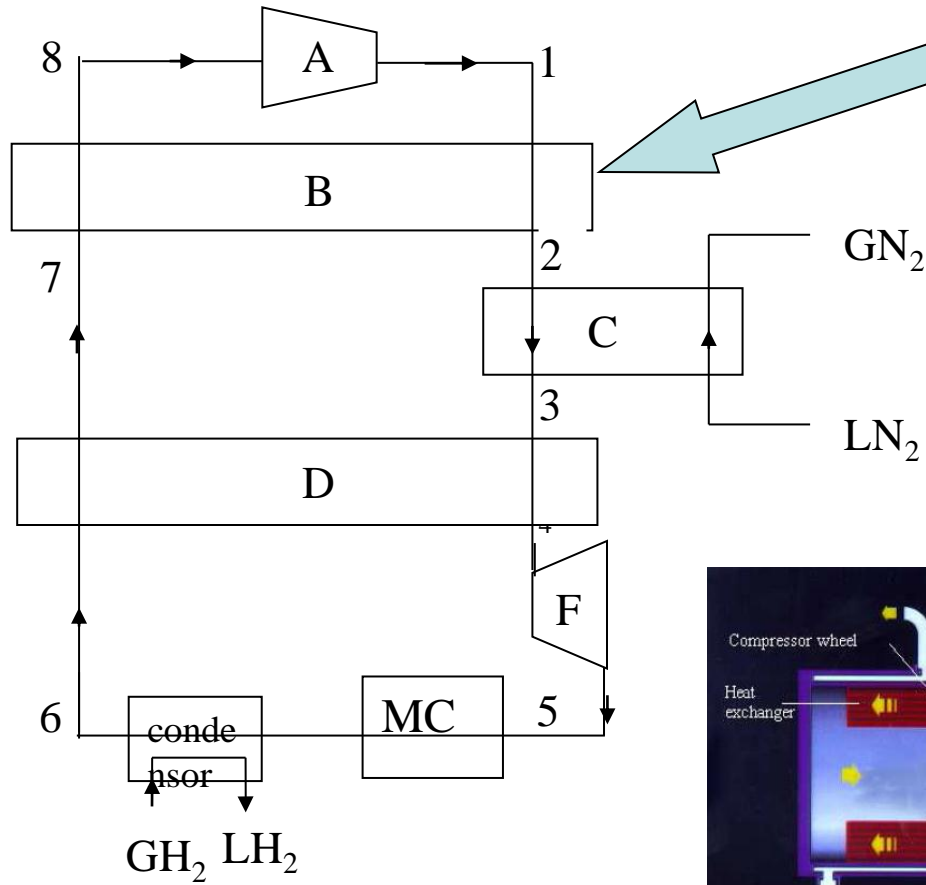 8
A
1
B
2
7
GN₂
C
3
LN₂
D
4
F
Compressor wheel
Heat
exchanger
6
conde
nsor
MC
5
GH₂ LH₂